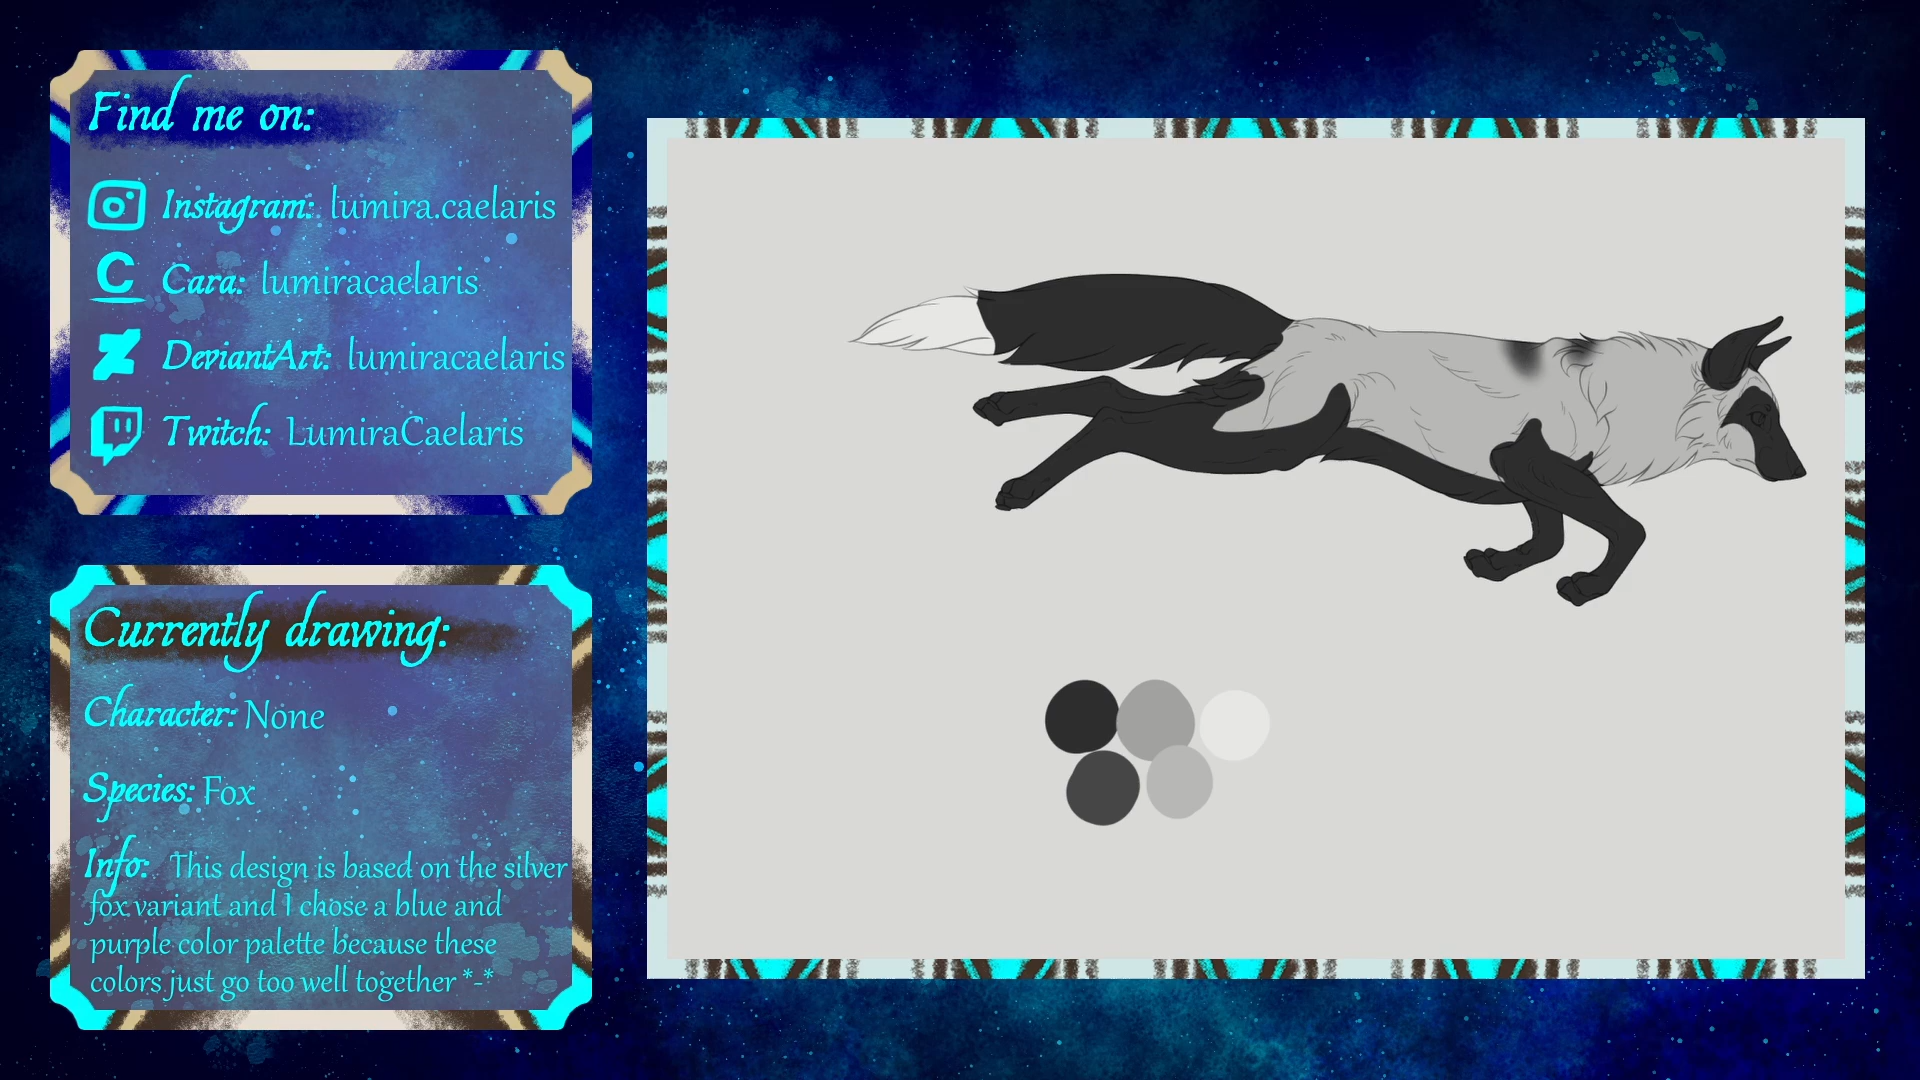 Find me on:
Instagram: lumira.caelaris
C
Cara: lumiracaelaris
DeviantArt: lumiracaelaris
Twitch: LumiraCaelaris
Currently drawing:
Character: None
Species: Fox
Info: This design is based on the silver
fox variant and I chose a blue and
purple color palette because these
colors just go too well together *-*